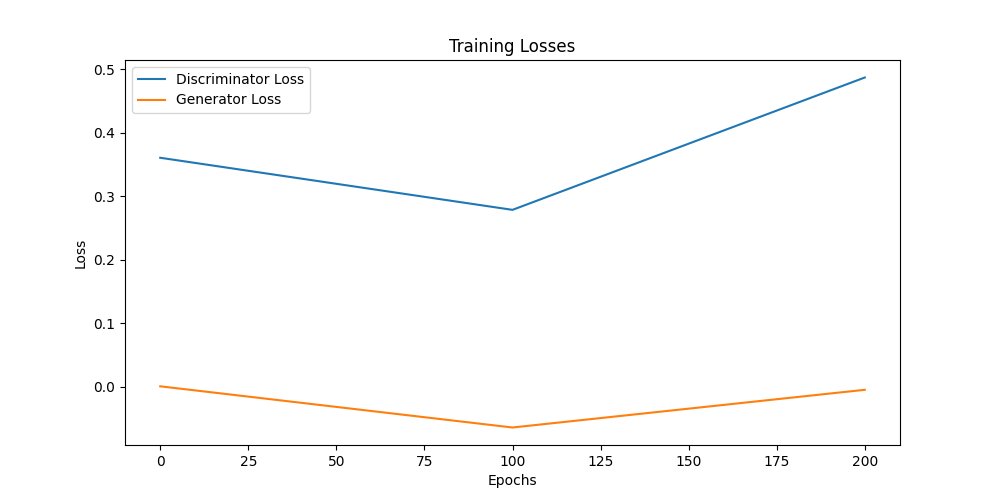 Training Losses
Discriminator Loss
Generator Loss
0.5
0.4
0.3
0.2
0.1
0.0
Loss
0 25 50 75 100 125 150 175 200
Epochs